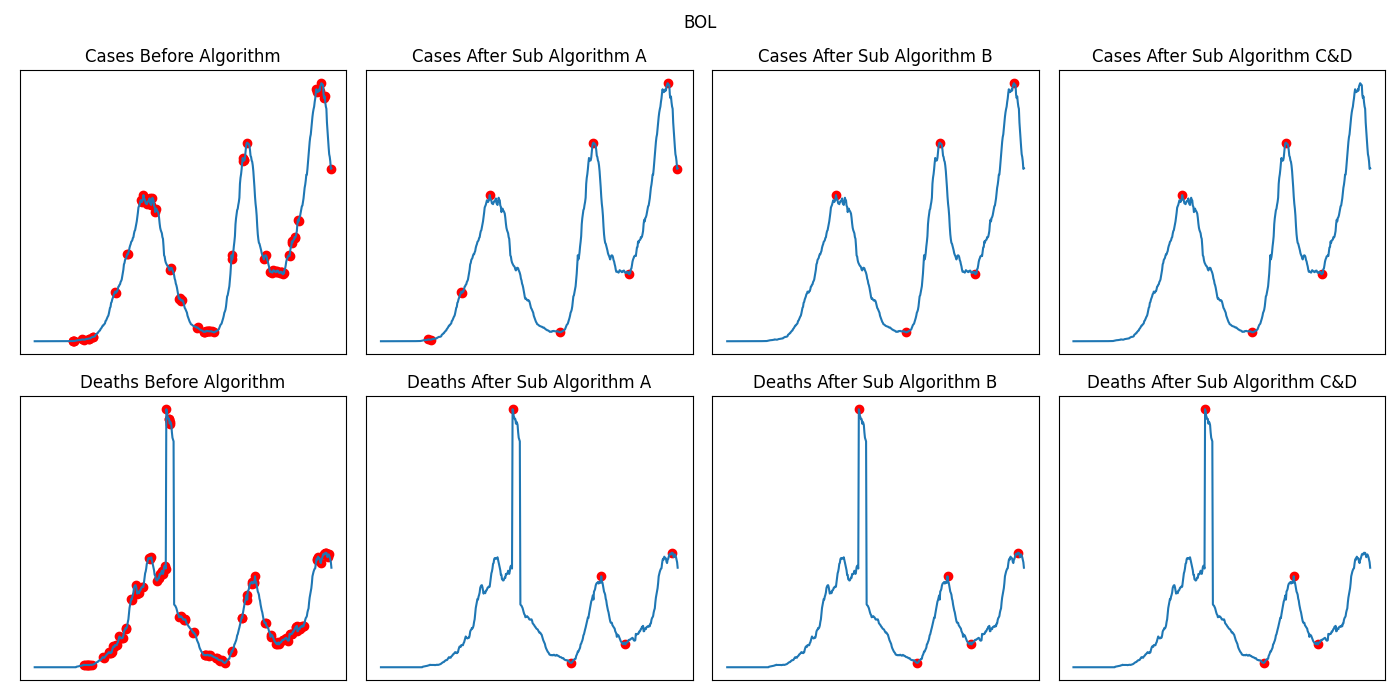 BOL
Cases Before Algorithm
Cases After Sub Algorithm A
Cases After Sub Algorithm B
Cases After Sub Algorithm C&D
Deaths Before Algorithm
Deaths After Sub Algorithm A
Deaths After Sub Algorithm B
Deaths After Sub Algorithm C&D